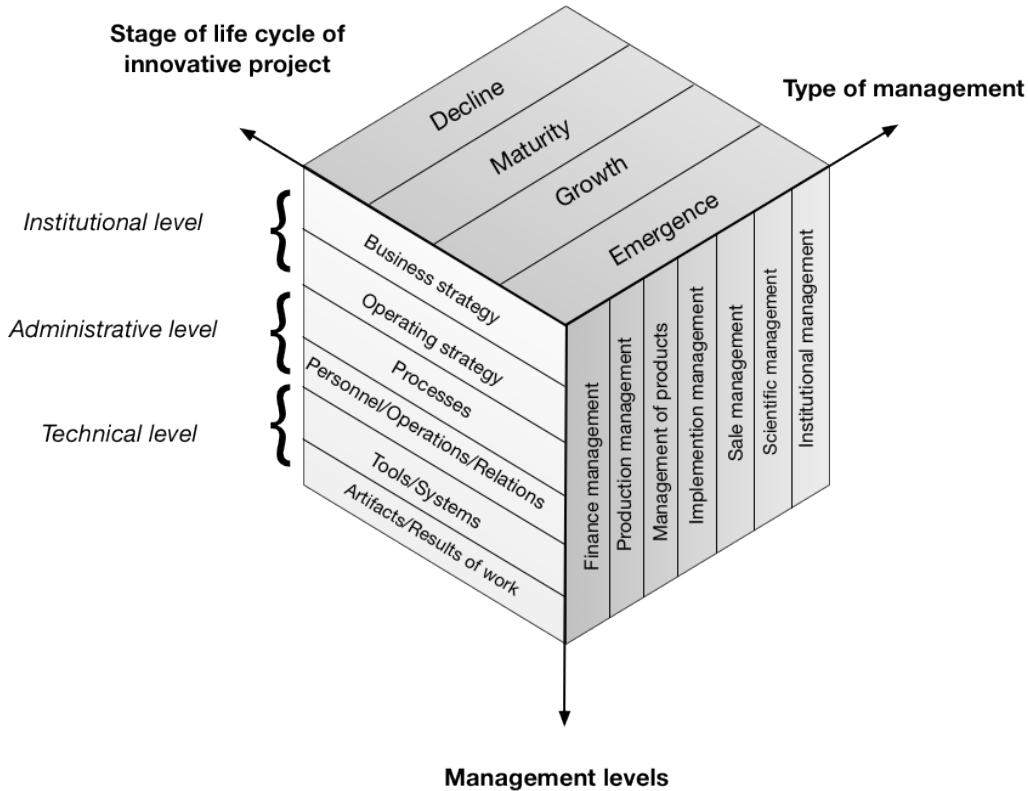 Stage of life cycle of
innovative project
Type of management
Decline
Maturity
Growth
Emergence
Institutional level
Administrative level
Technical level
Business strategy
Operating strategy
Processes
Personnel/Operations/Relations
Tools/Systems
Artifacts/Results of work
Finance management
Production management
Management of products
Implemention management
Sale management
Scientific management
Institutional management
Management levels